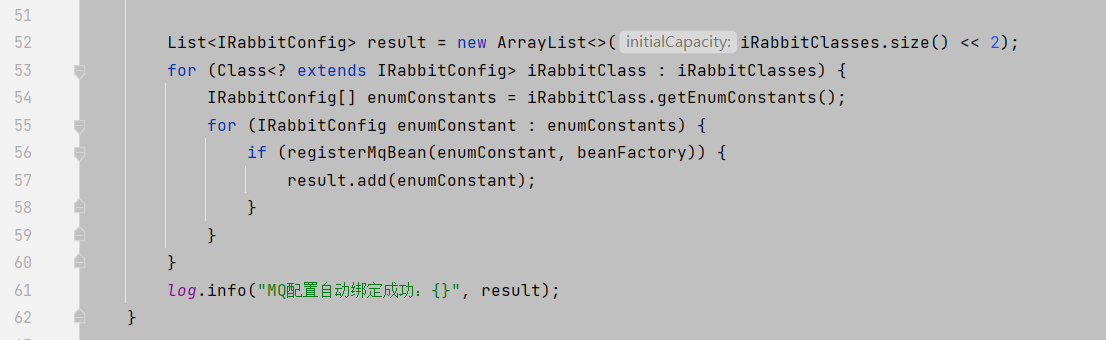 51
52 List<IRabbitConfig> result = new ArrayList<>( initialCapacity: iRabbitClasses.size() << 2);
53 for (Class<? extends IRabbitConfig> iRabbitClass : iRabbitClasses) {
54 IRabbitConfig[] enumConstants = iRabbitClass.getEnumConstants();
55 for (IRabbitConfig enumConstant : enumConstants) {
56 if (registerMqBean(enumConstant, beanFactory)) {
57 result.add(enumConstant);
58 }
59 }
60 }
61 log.info("MQ配置自动绑定成功：{}", result);
62 }